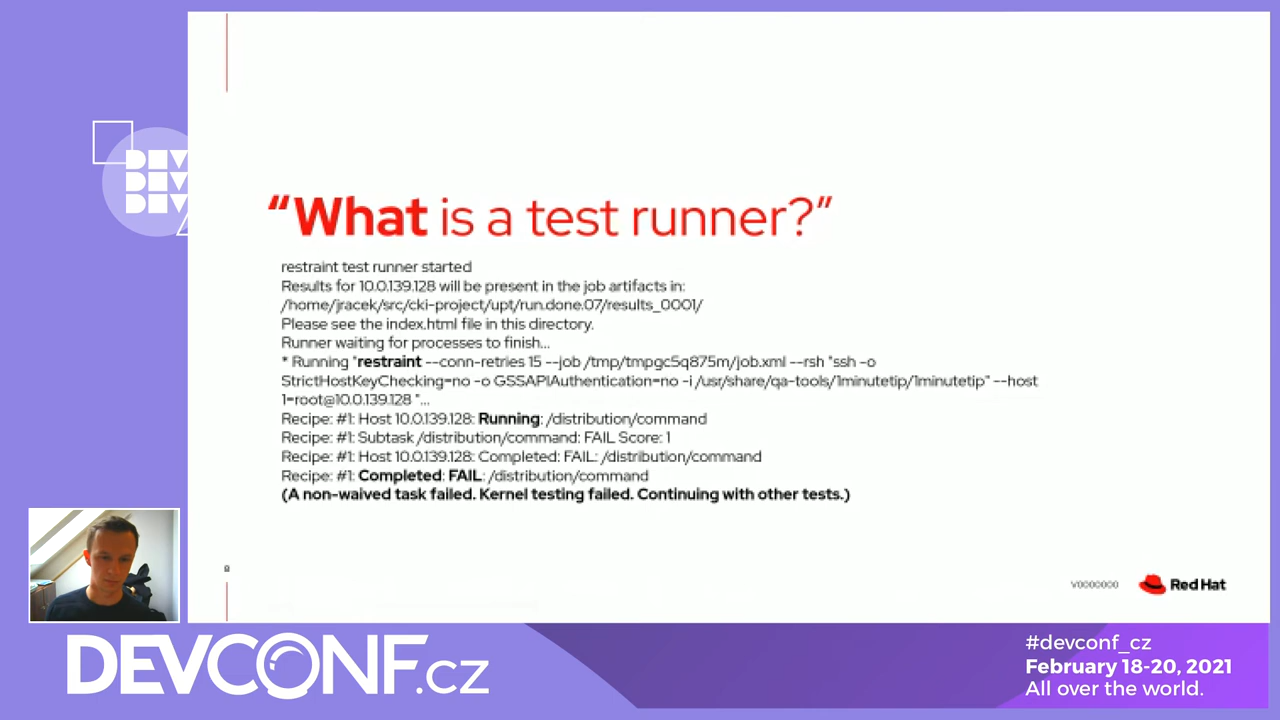 DEV
DEV
DEV
“What is a test runner?”
restraint test runner started
Results for 10.0.139.128 will be present in the job artifacts in:
/home/jracek/src/cki-project/upt/run.done.07/results_0001/
Please see the index.html file in this directory.
Runner waiting for processes to finish...
* Running "restraint --conn-retries 15 --job /tmp/tmpgc5q875m/job.xml --rsh "ssh -o
StrictHostKeyChecking=no -o GSSAPIAuthentication=no -i /usr/share/qa-tools/1minutetip/1minutetip" --host
1=root@10.0.139.128 "...
Recipe: #1: Host 10.0.139.128: Running: /distribution/command
Recipe: #1: Subtask /distribution/command: FAIL Score: 1
Recipe: #1: Host 10.0.139.128: Completed: FAIL: /distribution/command
Recipe: #1: Completed: FAIL: /distribution/command
(A non-waived task failed. Kernel testing failed. Continuing with other tests.)
8
V0000000
Red Hat
DEVCONF.cz
#devconf_cz
February 18-20, 2021
All over the world.